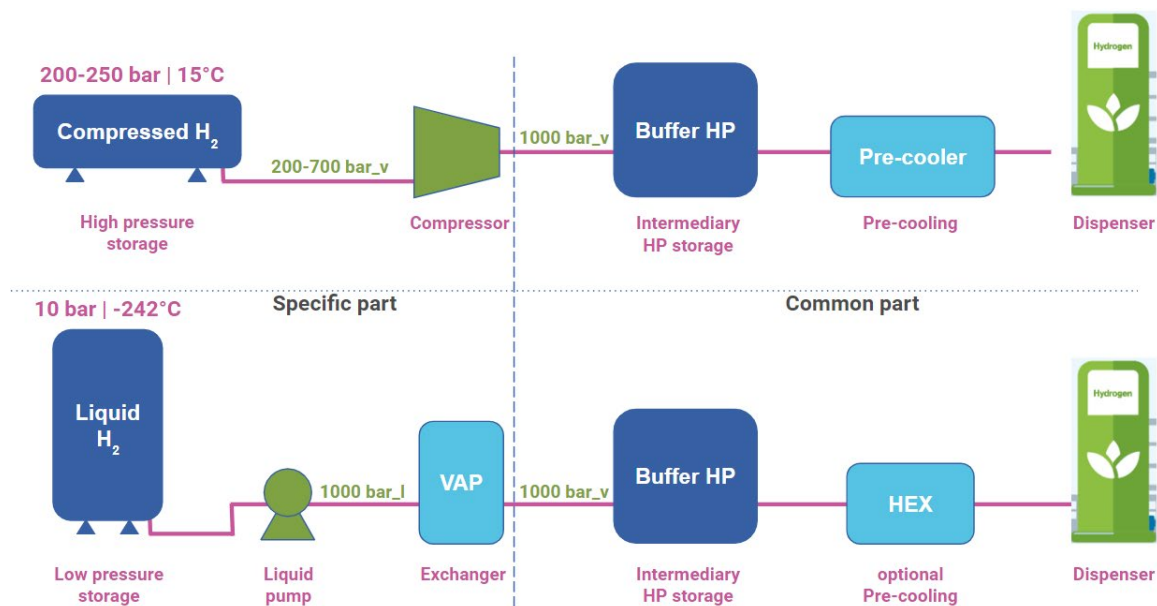 200-250 bar | 15°C
Compressed H₂
200-700 bar_v
1000 bar_v
Buffer HP
Pre-cooler
Hydrogen
High pressure
storage
Compressor
Intermediary
HP storage
Pre-cooling
Dispenser
Specific part
Common part
10 bar | -242°C
Liquid
H₂
1000 bar_l
VAP
1000 bar_v
Buffer HP
HEX
Hydrogen
Low pressure
storage
Liquid
pump
Exchanger
Intermediary
HP storage
optional
Pre-cooling
Dispenser